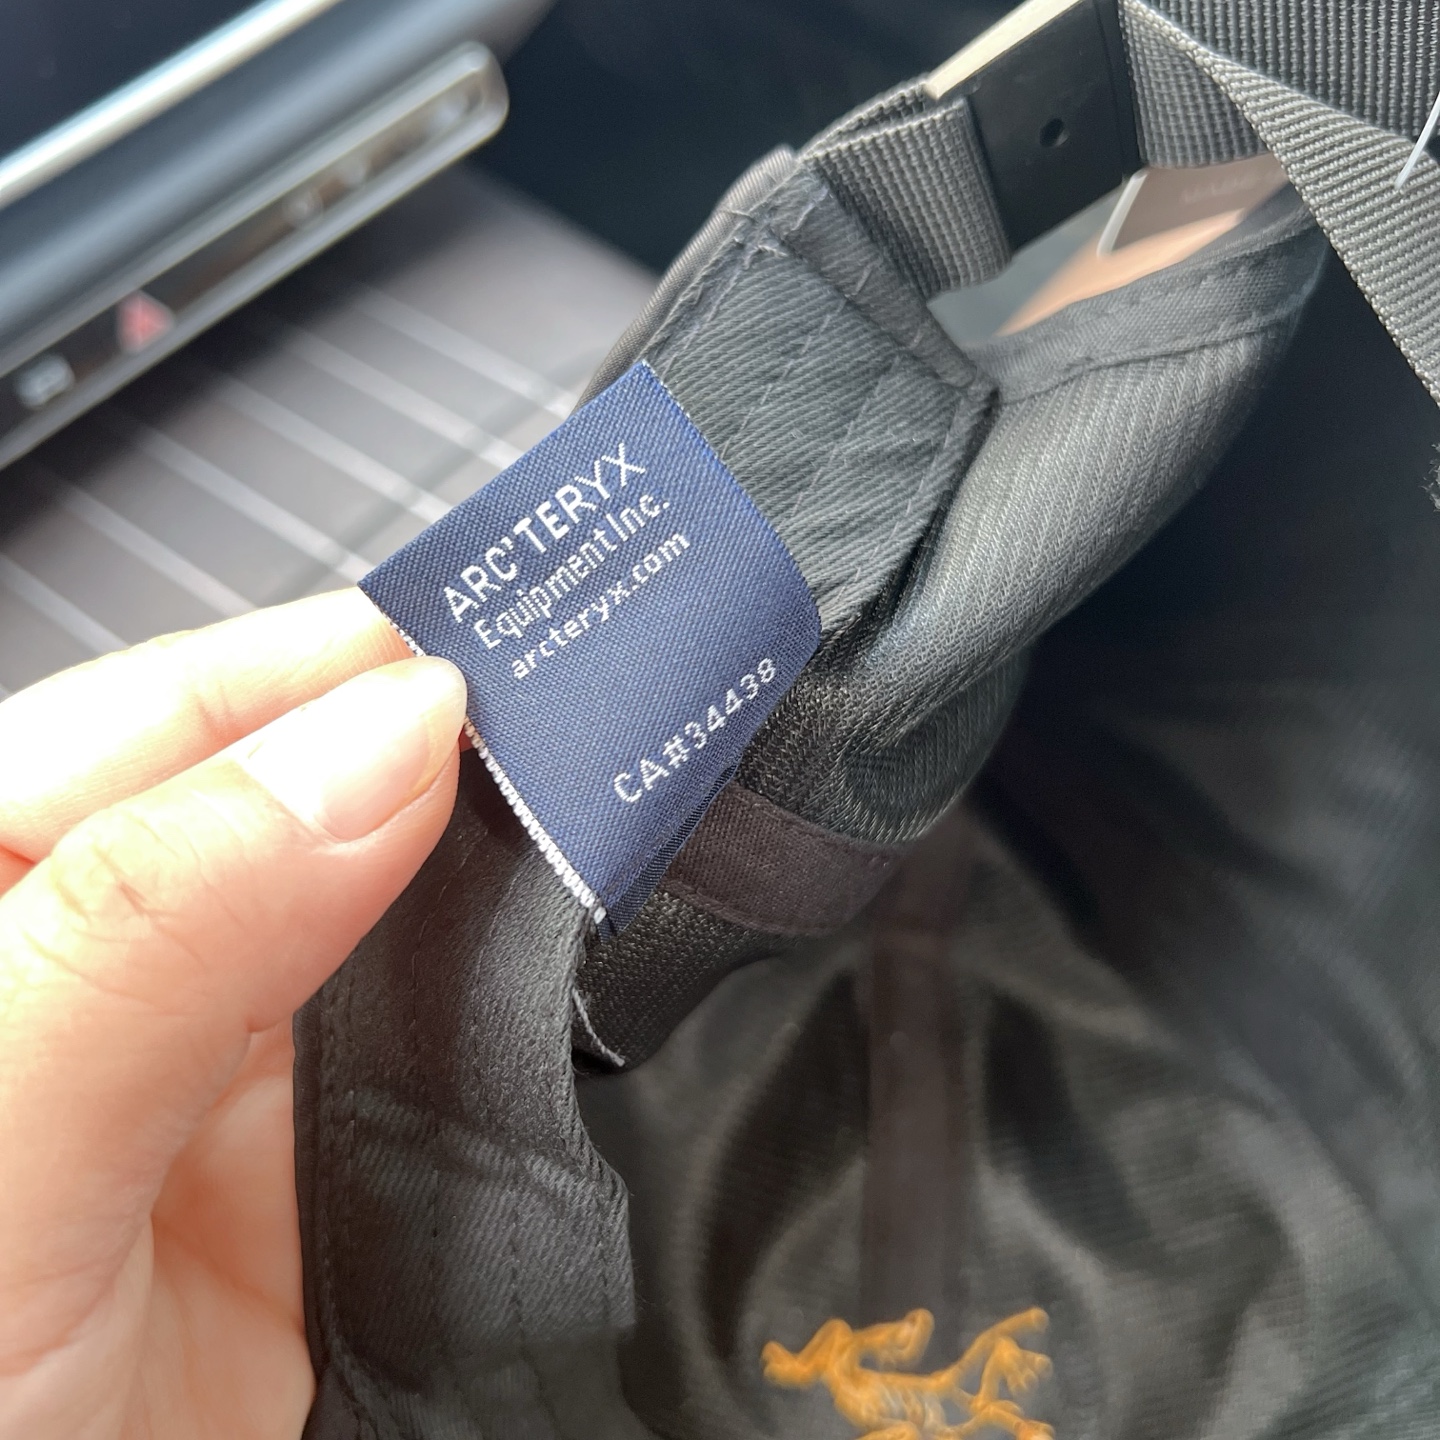 ARC'TERYX
Equipment Inc.
arcteryx.com
CA#34438